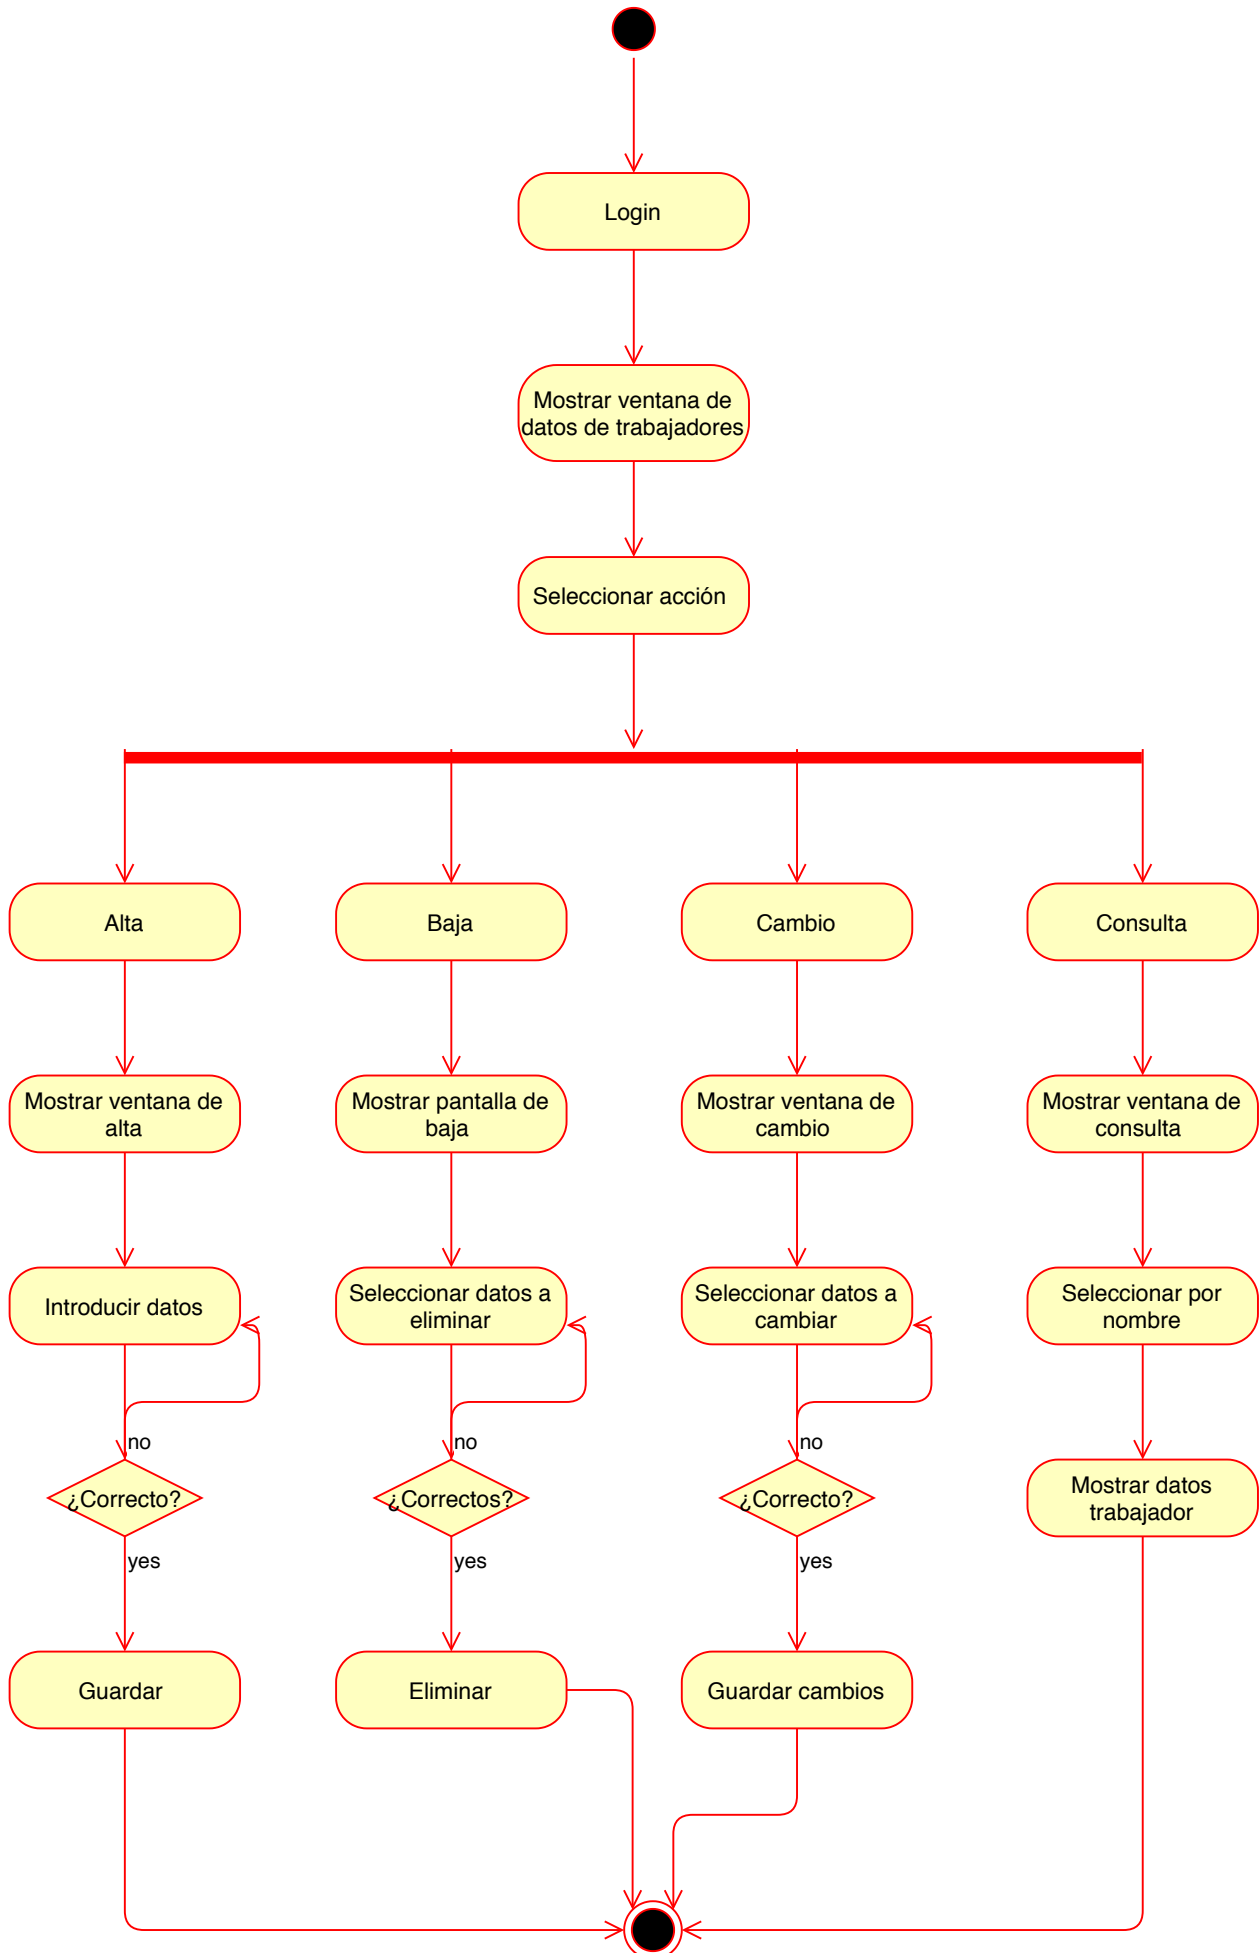 Login
Mostrar ventana de
datos de trabajadores
Seleccionar acción
Alta
Baja
Cambio
Consulta
Mostrar ventana de
alta
Mostrar pantalla de
baja
Mostrar ventana de
cambio
Mostrar ventana de
consulta
Introducir datos
Seleccionar datos a
eliminar
Seleccionar datos a
cambiar
Seleccionar por
nombre
no
no
no
¿Correcto?
¿Correctos?
¿Correcto?
Mostrar datos
trabajador
yes
yes
yes
Guardar
Eliminar
Guardar cambios